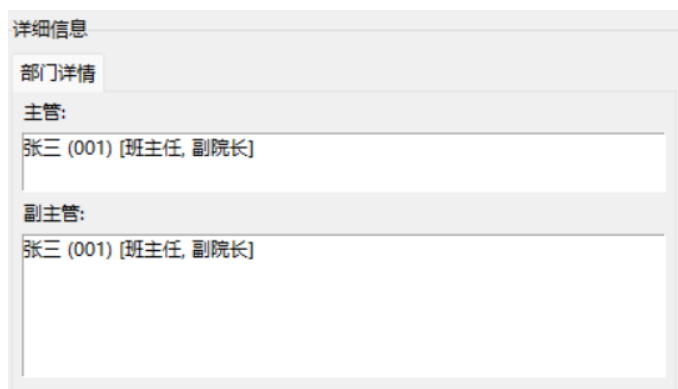 详细信息
部门详情
主管:
张三 (001) [班主任, 副院长]
副主管:
张三 (001) [班主任, 副院长]